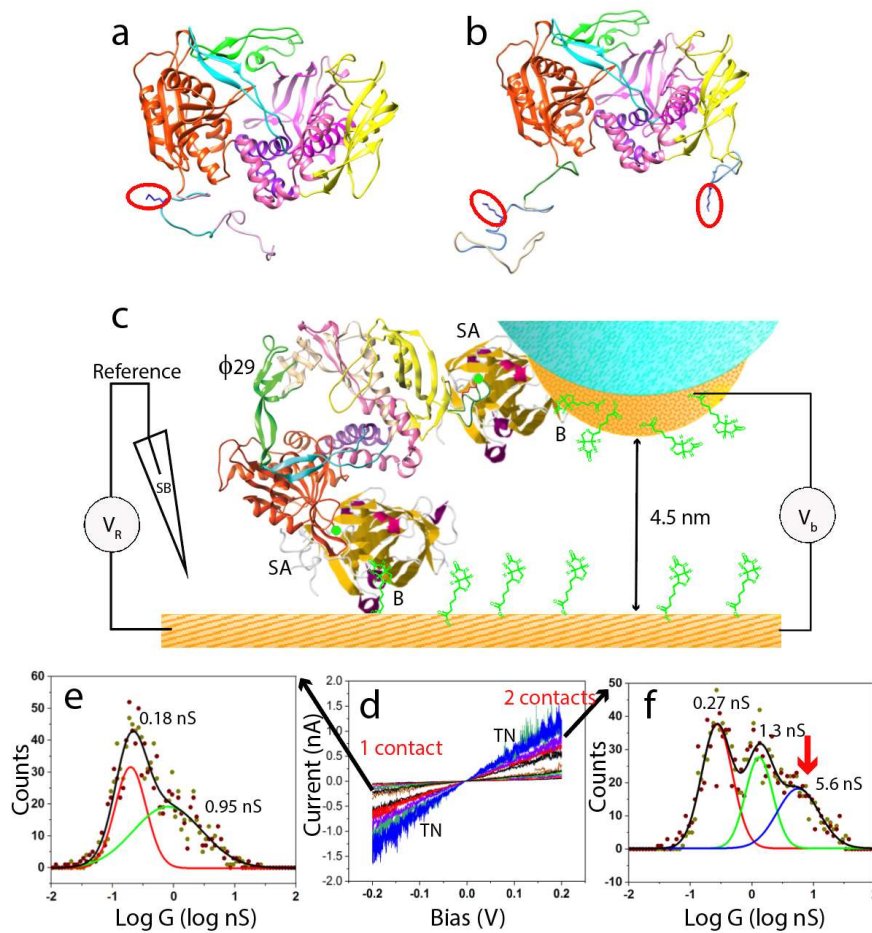 a
b
c
SA
ϕ29
Reference
B
SB
4.5 nm
V_R
V_b
SA
B
e
0.18 nS
0.95 nS
Counts
60
50
40
30
20
10
0
-2
-1
0
1
2
Log G (log nS)
d
2 contacts
1 contact
TN
TN
Current (nA)
2.0
1.5
1.0
0.5
0.0
-0.5
-1.0
-1.5
-2.0
-0.2
-0.1
0.0
0.1
0.2
Bias (V)
f
0.27 nS
1.3 nS
5.6 nS
Counts
50
40
30
20
10
0
-2
-1
0
1
2
Log G (log nS)